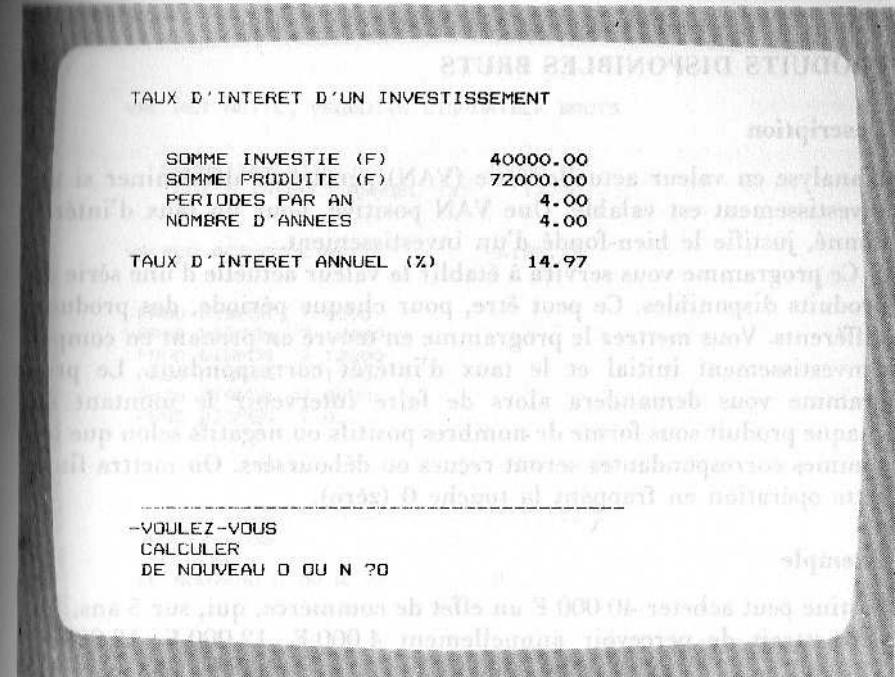 TAUX D'INTERET D'UN INVESTISSEMENT
SOMME INVESTIE (F) 40000.00
SOMME PRODUITE (F) 72000.00
PERIODES PAR AN 4.00
NOMBRE D'ANNEES 4.00
TAUX D'INTERET ANNUEL (%) 14.97
-VOULEZ-VOUS
CALCULER
DE NOUVEAU O OU N ?O